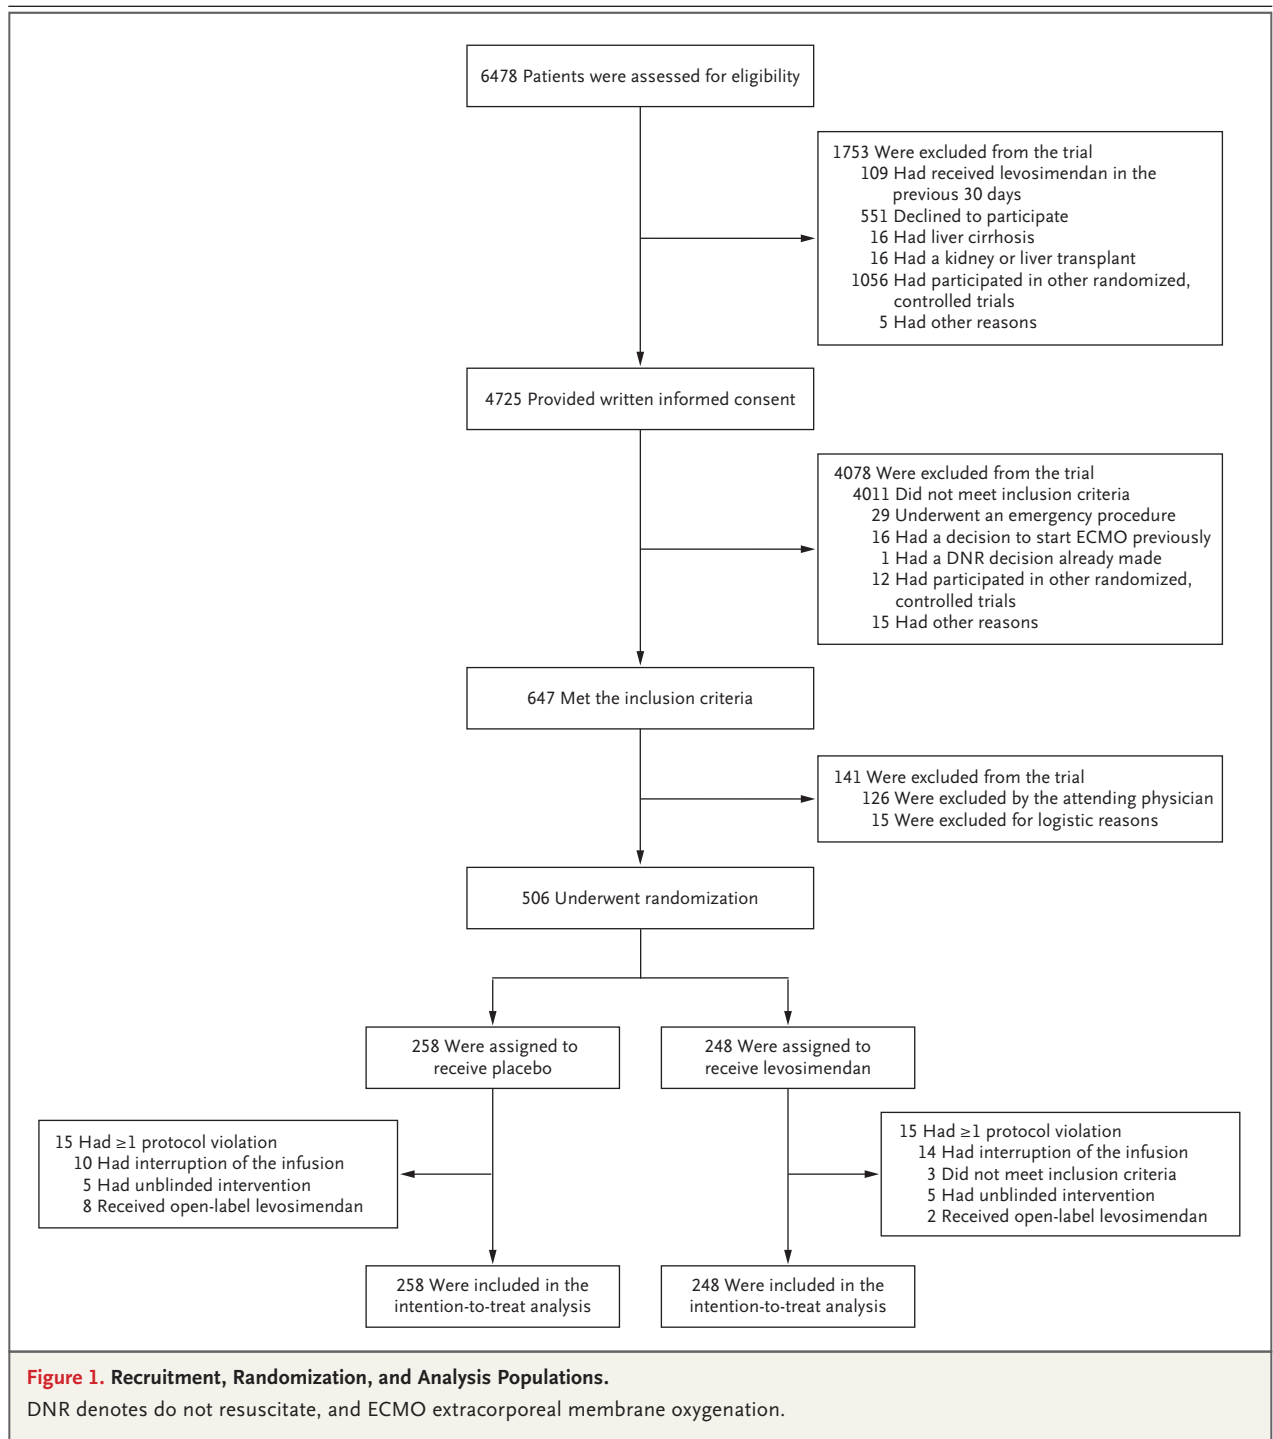 6478 Patients were assessed for eligibility
1753 Were excluded from the trial
109 Had received levosimendan in the
previous 30 days
551 Declined to participate
16 Had liver cirrhosis
16 Had a kidney or liver transplant
1056 Had participated in other randomized,
controlled trials
5 Had other reasons
4725 Provided written informed consent
4078 Were excluded from the trial
4011 Did not meet inclusion criteria
29 Underwent an emergency procedure
16 Had a decision to start ECMO previously
1 Had a DNR decision already made
12 Had participated in other randomized,
controlled trials
15 Had other reasons
647 Met the inclusion criteria
141 Were excluded from the trial
126 Were excluded by the attending physician
15 Were excluded for logistic reasons
506 Underwent randomization
258 Were assigned to
receive placebo
248 Were assigned to
receive levosimendan
15 Had ≥1 protocol violation
10 Had interruption of the infusion
5 Had unblinded intervention
8 Received open-label levosimendan
15 Had ≥1 protocol violation
14 Had interruption of the infusion
3 Did not meet inclusion criteria
5 Had unblinded intervention
2 Received open-label levosimendan
258 Were included in the
intention-to-treat analysis
248 Were included in the
intention-to-treat analysis
Figure 1. Recruitment, Randomization, and Analysis Populations.
DNR denotes do not resuscitate, and ECMO extracorporeal membrane oxygenation.